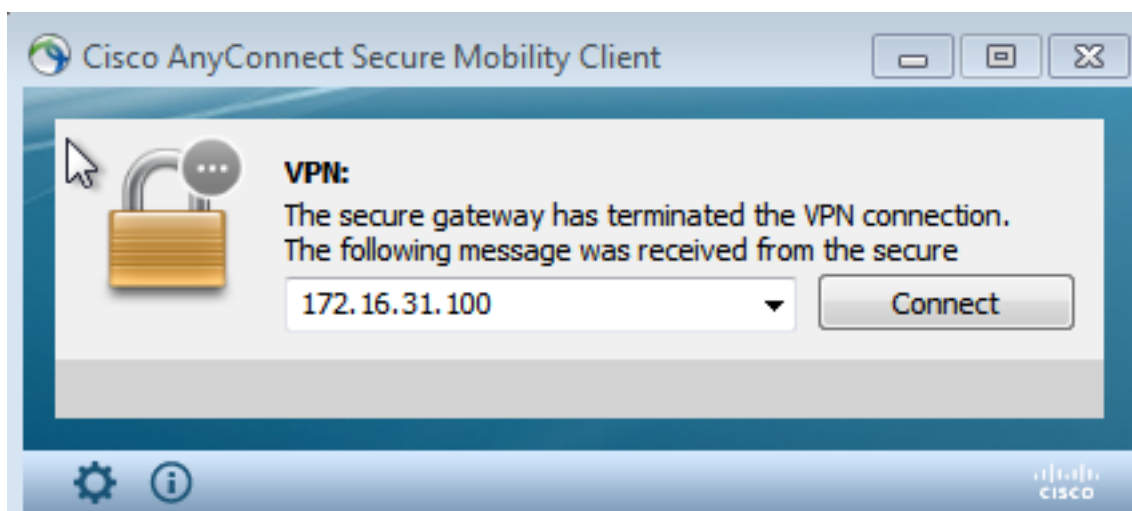 Cisco AnyConnect Secure Mobility Client
VPN:
The secure gateway has terminated the VPN connection.
The following message was received from the secure
172.16.31.100
Connect
CISCO